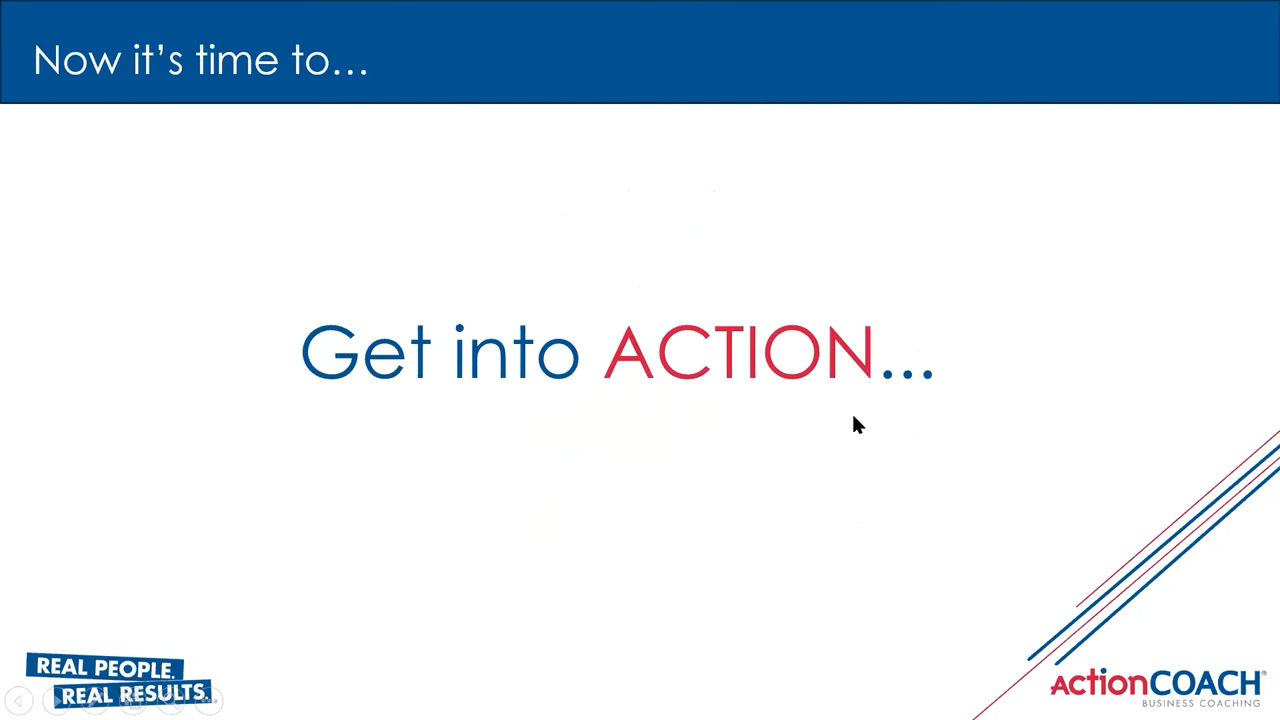 Now it's time to...
Get into ACTION...
REAL PEOPLE.
REAL RESULTS.
ActionCOACH®
BUSINESS COACHING